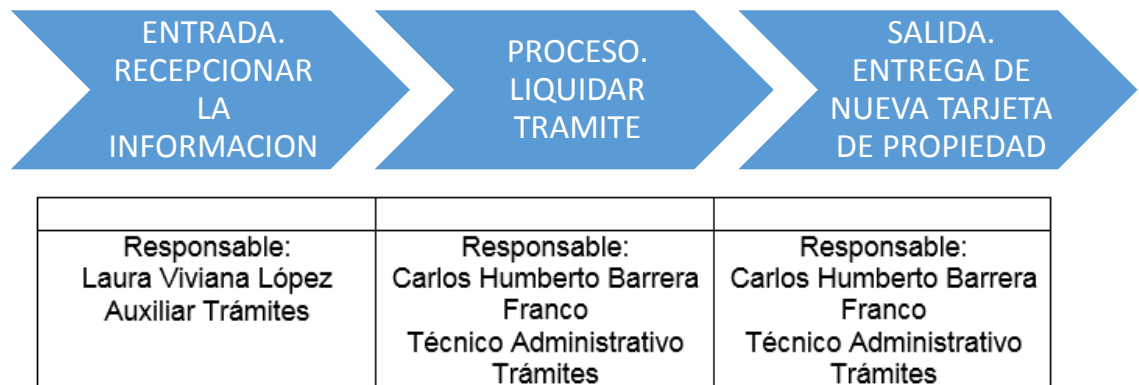 ENTRADA.
RECEPCIONAR
LA
INFORMACION
PROCESO.
LIQUIDAR
TRAMITE
SALIDA.
ENTREGA DE
NUEVA TARJETA
DE PROPIEDAD
Responsable:
Laura Viviana López
Auxiliar Trámites
Responsable:
Carlos Humberto Barrera
Franco
Técnico Administrativo
Trámites
Responsable:
Carlos Humberto Barrera
Franco
Técnico Administrativo
Trámites